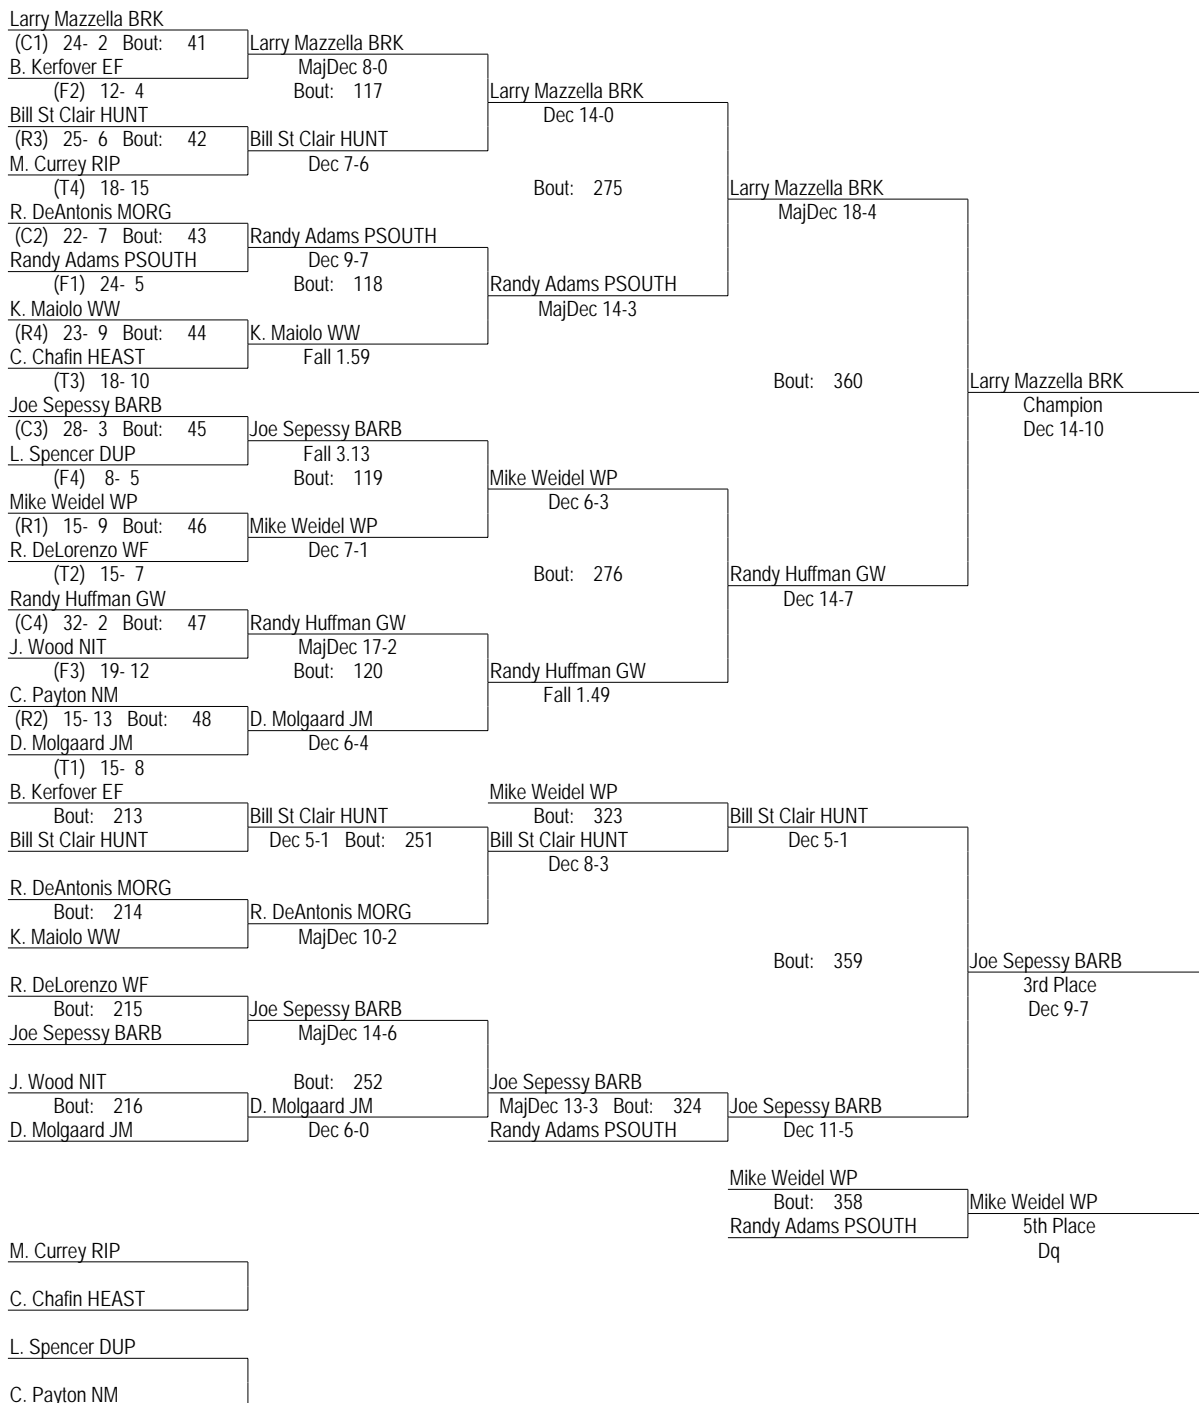 Larry Mazzella BRK
(C1) 24- 2 Bout: 41 Larry Mazzella BRK
B. Kerfover EF MajDec 8-0
(F2) 12- 4 Bout: 117 Larry Mazzella BRK
Bill St Clair HUNT Dec 14-0
(R3) 25- 6 Bout: 42 Bill St Clair HUNT
M. Currey RIP Dec 7-6
(T4) 18- 15 Bout: 275 Larry Mazzella BRK
R. DeAntonis MORG MajDec 18-4
(C2) 22- 7 Bout: 43 Randy Adams PSOUTH
Randy Adams PSOUTH Dec 9-7
(F1) 24- 5 Bout: 118 Randy Adams PSOUTH
K. Maiolo WW MajDec 14-3
(R4) 23- 9 Bout: 44 K. Maiolo WW
C. Chafin HEAST Fall 1.59
(T3) 18- 10 Bout: 360 Larry Mazzella BRK
Joe Sepessy BARB Champion
(C3) 28- 3 Bout: 45 Joe Sepessy BARB Dec 14-10
L. Spencer DUP Fall 3.13
(F4) 8- 5 Bout: 119 Mike Weidel WP
Mike Weidel WP Dec 6-3
(R1) 15- 9 Bout: 46 Mike Weidel WP
R. DeLorenzo WF Dec 7-1
(T2) 15- 7 Bout: 276 Randy Huffman GW
Randy Huffman GW Dec 14-7
(C4) 32- 2 Bout: 47 Randy Huffman GW
J. Wood NIT MajDec 17-2
(F3) 19- 12 Bout: 120 Randy Huffman GW
C. Payton NM Fall 1.49
(R2) 15- 13 Bout: 48 D. Molgaard JM
D. Molgaard JM Dec 6-4
(T1) 15- 8
B. Kerfover EF Mike Weidel WP
Bout: 213 Bill St Clair HUNT Bout: 323 Bill St Clair HUNT
Bill St Clair HUNT Dec 5-1 Bout: 251 Bill St Clair HUNT Dec 5-1
Dec 8-3
R. DeAntonis MORG
Bout: 214 R. DeAntonis MORG
K. Maiolo WW MajDec 10-2
Bout: 359 Joe Sepessy BARB
R. DeLorenzo WF 3rd Place
Bout: 215 Joe Sepessy BARB Dec 9-7
Joe Sepessy BARB MajDec 14-6
J. Wood NIT Bout: 252 Joe Sepessy BARB
Bout: 216 D. Molgaard JM MajDec 13-3 Bout: 324 Joe Sepessy BARB
D. Molgaard JM Dec 6-0 Randy Adams PSOUTH Dec 11-5
Mike Weidel WP
Bout: 358 Mike Weidel WP
Randy Adams PSOUTH 5th Place
M. Currey RIP Dq
C. Chafin HEAST
L. Spencer DUP
C. Payton NM